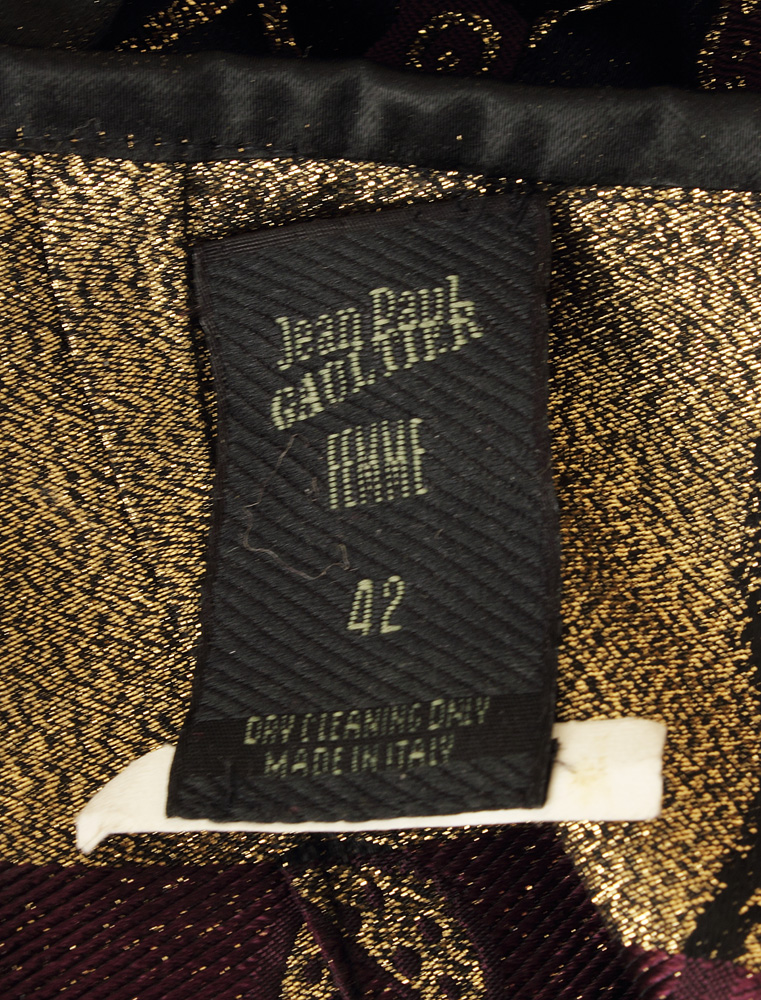 Jean Paul
GAULTIER
FEMME
42
DRY CLEANING ONLY
MADE IN ITALY